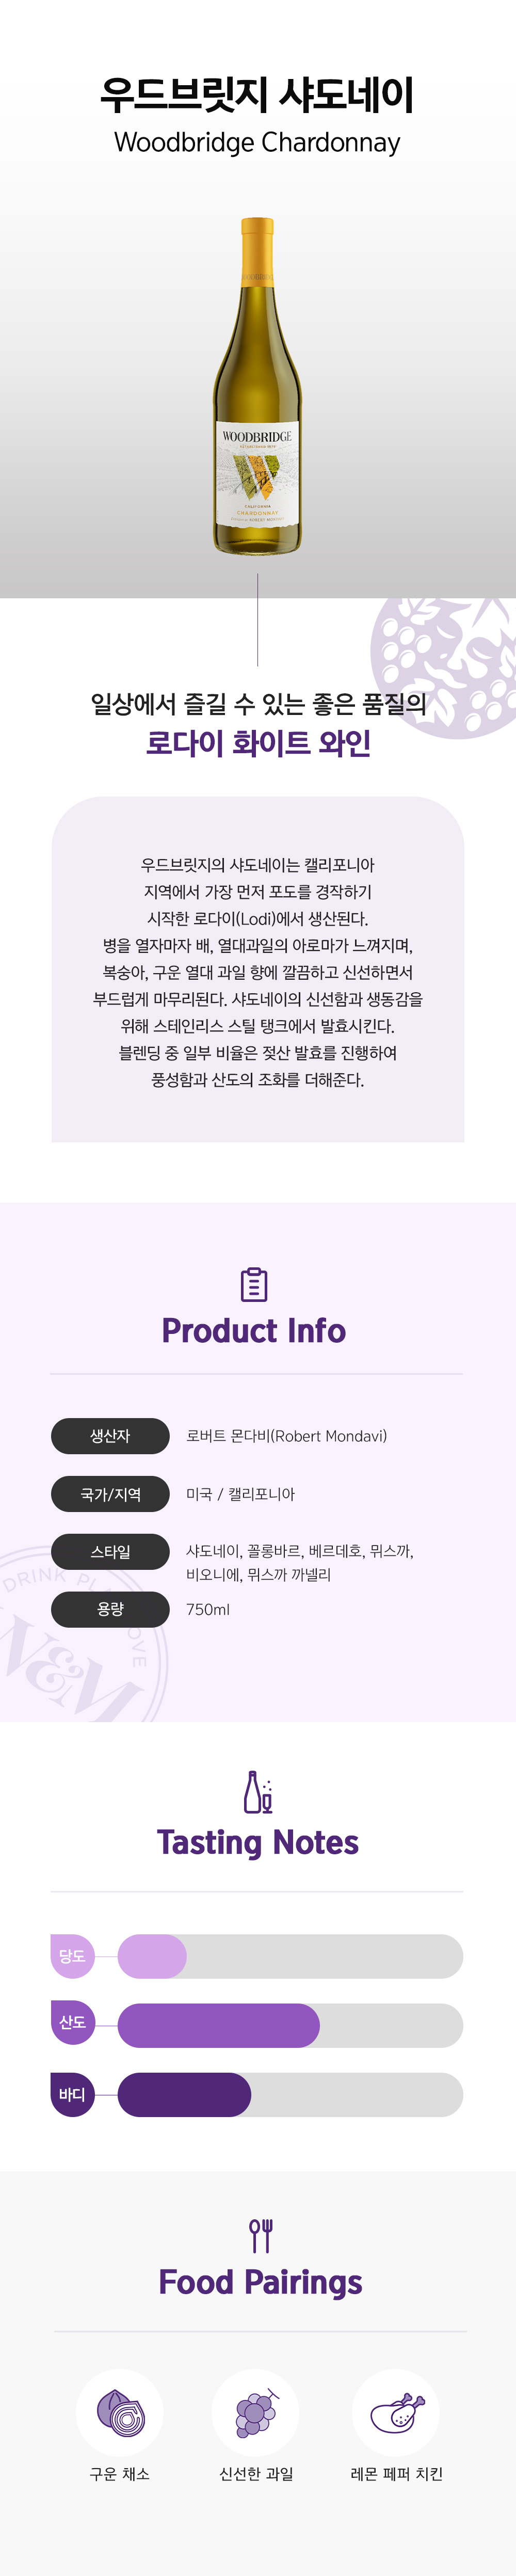 우드브릿지 샤도네이
Woodbridge Chardonnay
WOODBRIDGE
WOODBRIDGE
CALIFORNIA
CHARDONNAY
ROBERT MONDAVI
일상에서 즐길 수 있는 좋은 품질의
로다이 화이트 와인
우드브릿지의 샤도네이는 캘리포니아
지역에서 가장 먼저 포도를 경작하기
시작한 로다이(Lodi)에서 생산된다.
병을 열자마자 배, 열대과일의 아로마가 느껴지며,
복숭아, 구운 열대 과일 향에 깔끔하고 신선하면서
부드럽게 마무리된다. 샤도네이의 신선함과 생동감을
위해 스테인리스 스틸 탱크에서 발효시킨다.
블렌딩 중 일부 비율은 젖산 발효를 진행하여
풍성함과 산도의 조화를 더해준다.
Product Info
생산자
로버트 몬다비(Robert Mondavi)
국가/지역
미국 / 캘리포니아
스타일
샤도네이, 꼴롱바르, 베르데호, 뮈스까,
비오니에, 뮈스까 까넬리
용량
750ml
DRINK
W&M
Tasting Notes
당도
산도
바디
Food Pairings
구운 채소
신선한 과일
레몬 페퍼 치킨